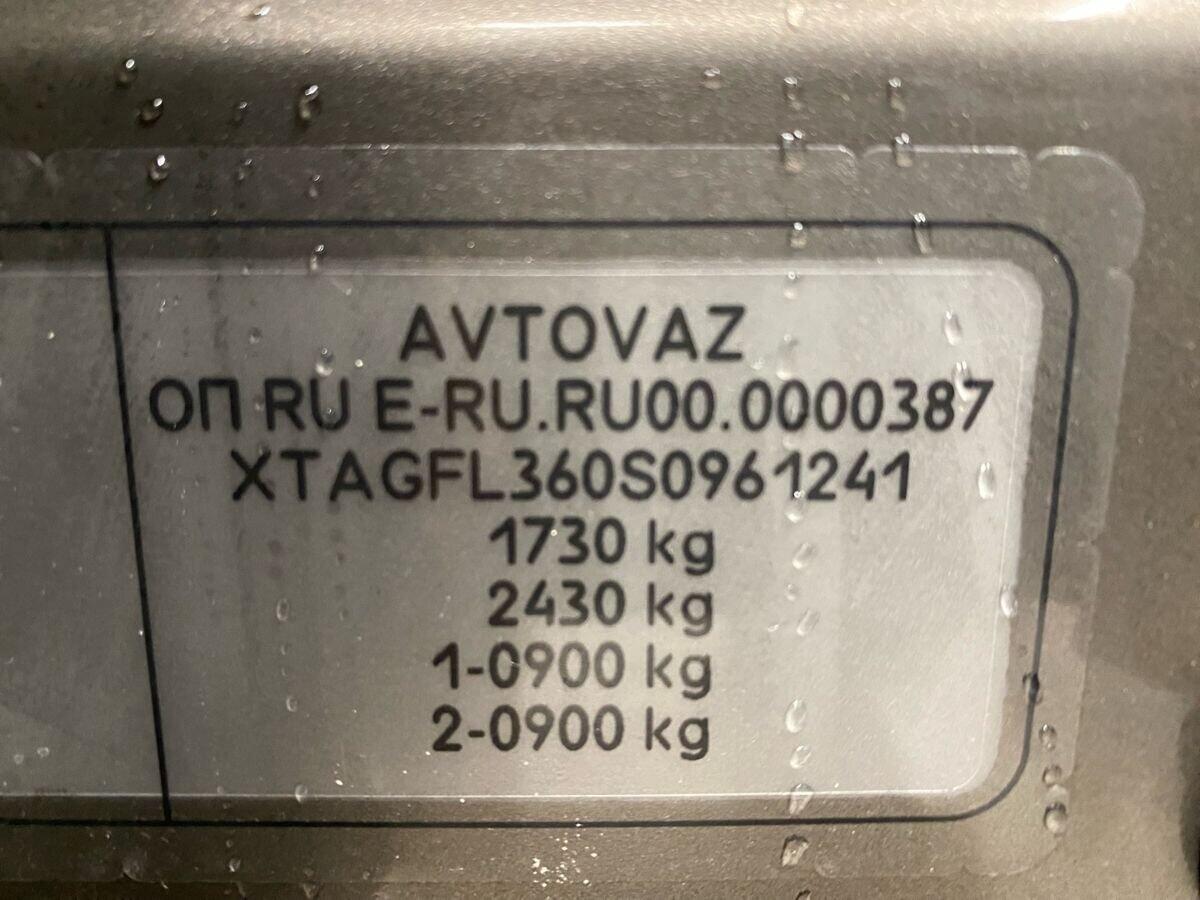 AVTOVAZ
ОП RU E-RU.RU00.0000387
XTAGFL360S0961241
1730 kg
2430 kg
1-0900 kg
2-0900 kg